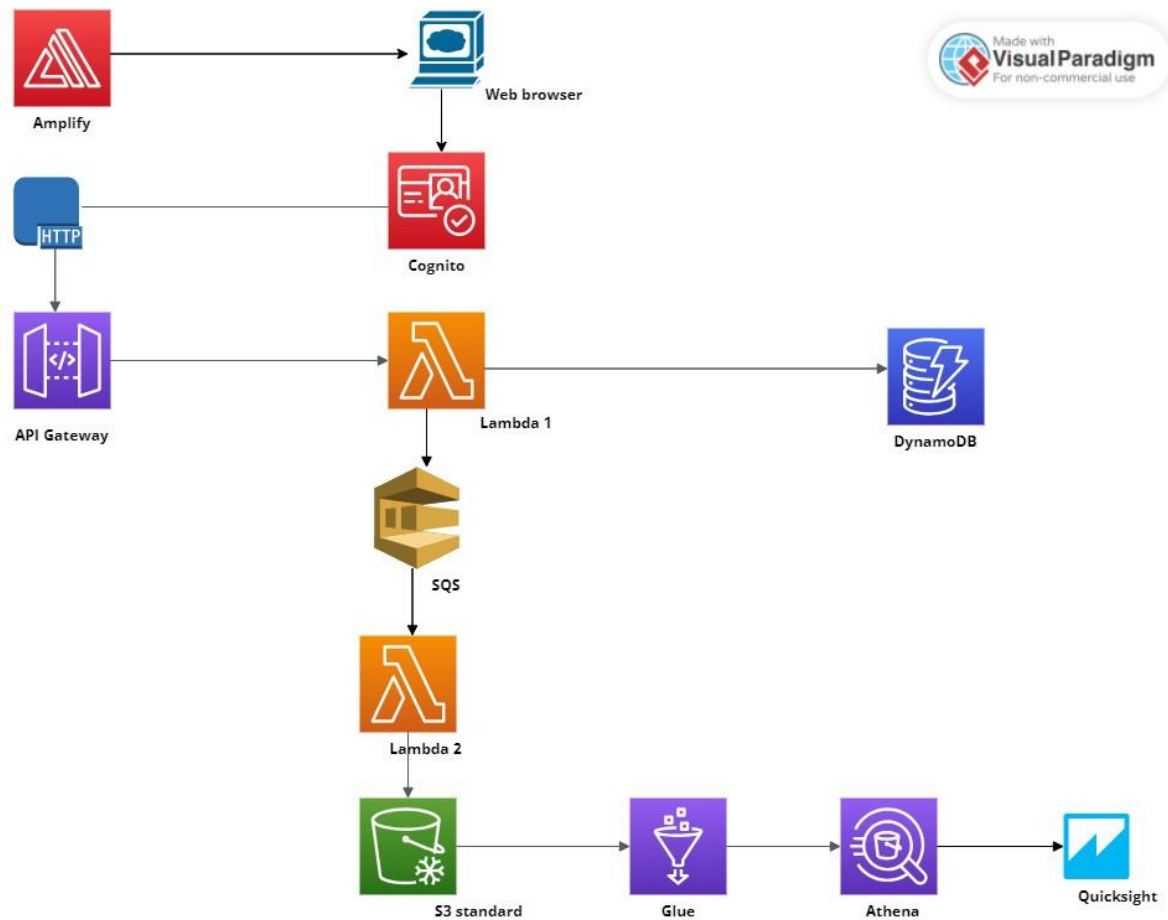 Made with
Visual Paradigm
For non-commercial use
Web browser
Amplify
HTTP
Cognito
</>
API Gateway
Lambda 1
DynamoDB
SQS
Lambda 2
S3 standard
Glue
Athena
Quicksight